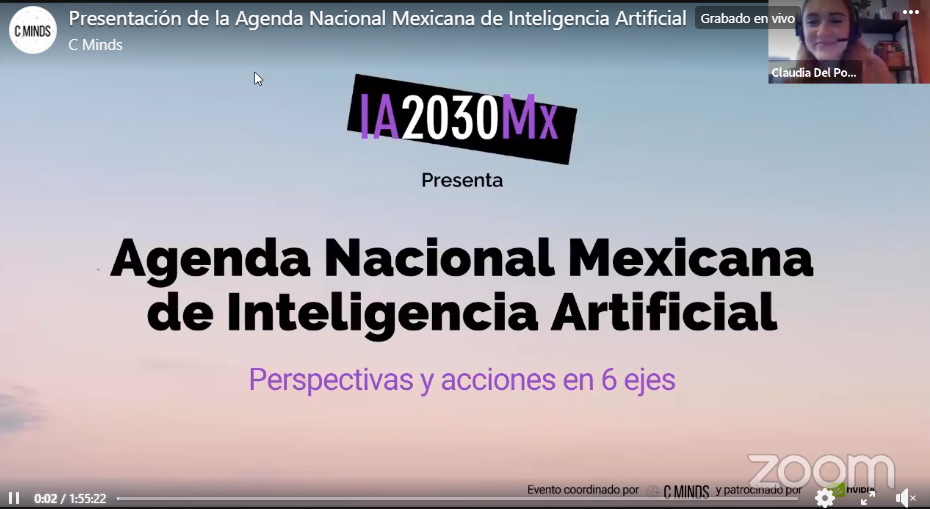 C MINDS
Presentación de la Agenda Nacional Mexicana de Inteligencia Artificial
C Minds
Grabado en vivo
Claudia Del Po...
IA2030Mx
Presenta
Agenda Nacional Mexicana
de Inteligencia Artificial
Perspectivas y acciones en 6 ejes
zoom
Evento coordinado por C MINDS y patrocinado por NVIDIA
0:02 / 1:55:22